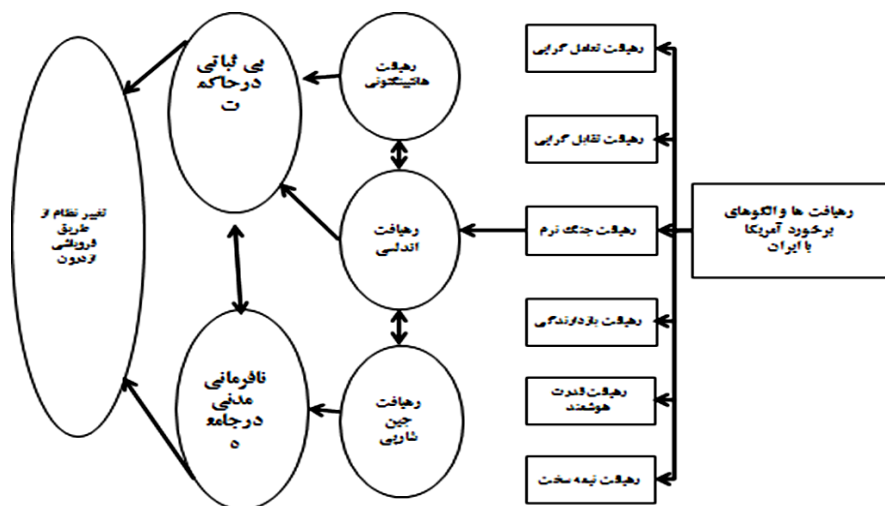 رهیافت ها و الگوهای
برخورد آمریکا
با ایران
رهیافت تعامل گرایی
رهیافت تقابل گرایی
رهیافت جنگ نرم
رهیافت بازدارندگی
رهیافت قدرت
هوشمند
رهیافت نیمه سخت
رهیافت
هانتینگتونی
رهیافت
اندلسی
رهیافت
جین
شارپی
بی ثباتی
درحاکم
ت
نافرمانی
مدنی
درجامع
ه
تغییر نظام از
طریق
فروپاشی
ازدرون